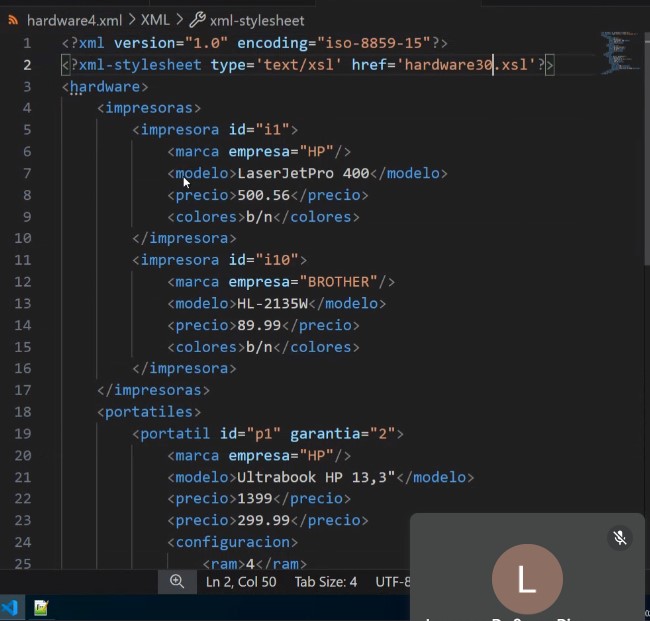 hardware4.xml > XML > xml-stylesheet
1 <?xml version="1.0" encoding="iso-8859-15"?>
2 <?xml-stylesheet type='text/xsl' href='hardware30.xsl'?>
3 <hardware>
4 <impresoras>
5 <impresora id="i1">
6 <marca empresa="HP"/>
7 <modelo>LaserJetPro 400</modelo>
8 <precio>500.56</precio>
9 <colores>b/n</colores>
10 </impresora>
11 <impresora id="i10">
12 <marca empresa="BROTHER"/>
13 <modelo>HL-2135W</modelo>
14 <precio>89.99</precio>
15 <colores>b/n</colores>
16 </impresora>
17 </impresoras>
18 <portatiles>
19 <portatil id="p1" garantia="2">
20 <marca empresa="HP"/>
21 <modelo>Ultrabook HP 13,3"</modelo>
22 <precio>1399</precio>
23 <precio>299.99</precio>
24 <configuracion>
25 <ram>4</ram>
Ln 2, Col 50 Tab Size: 4 UTF-8
L